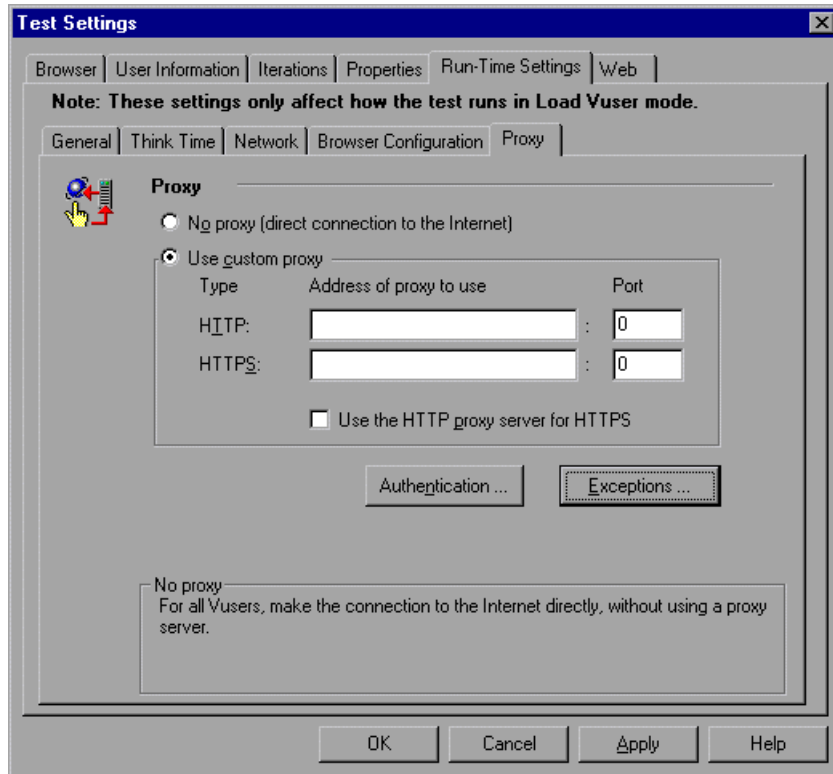 Test Settings
Browser User Information Iterations Properties Run-Time Settings Web
Note: These settings only affect how the test runs in Load Vuser mode.
General Think Time Network Browser Configuration Proxy
Proxy
No proxy (direct connection to the Internet)
Use custom proxy
Type Address of proxy to use Port
HTTP: : 0
HTTPS: : 0
Use the HTTP proxy server for HTTPS
Authentication ... Exceptions ...
No proxy
For all Vusers, make the connection to the Internet directly, without using a proxy
server.
OK Cancel Apply Help